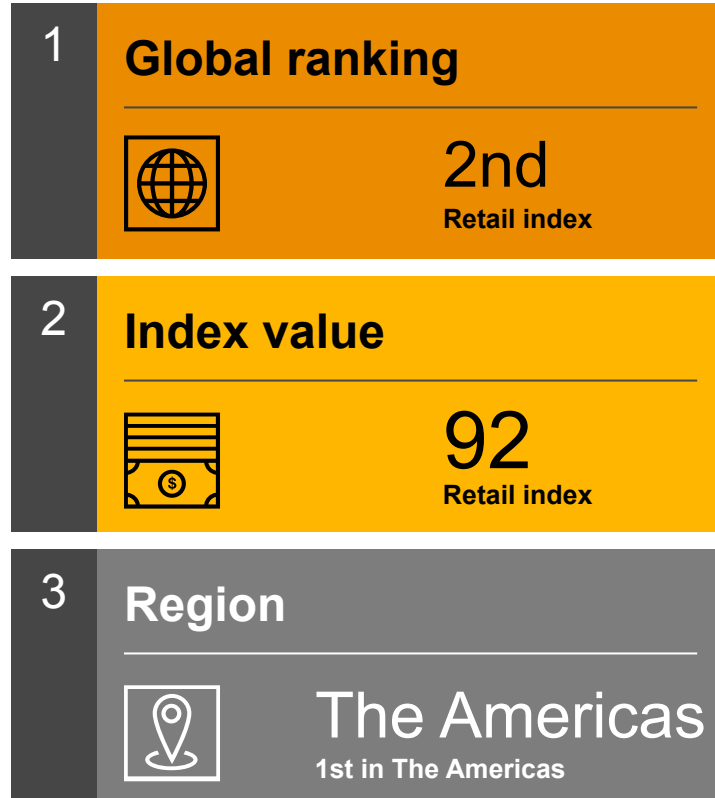 1
Global ranking
2nd
Retail index
2
Index value
$
92
Retail index
3
Region
The Americas
1st in The Americas